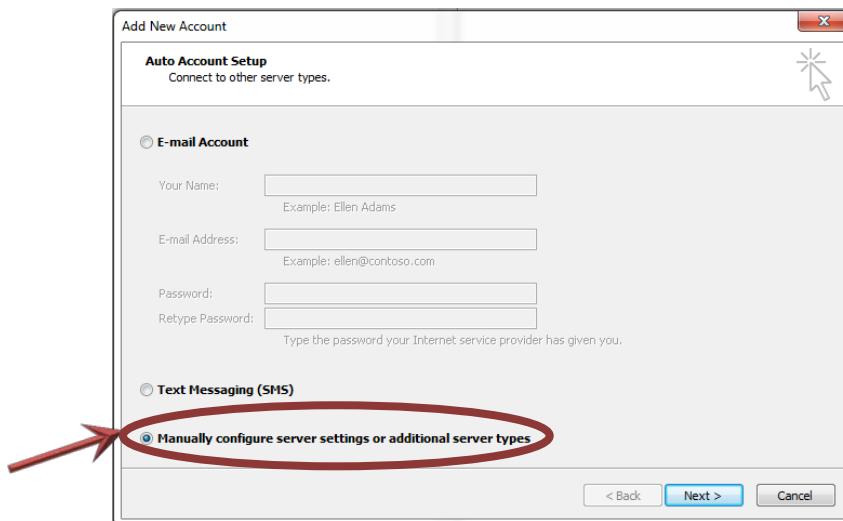 Add New Account
Auto Account Setup
Connect to other server types.
E-mail Account
Your Name:
Example: Ellen Adams
E-mail Address:
Example: ellen@contoso.com
Password:
Retype Password:
Type the password your Internet service provider has given you.
Text Messaging (SMS)
Manually configure server settings or additional server types
< Back Next > Cancel